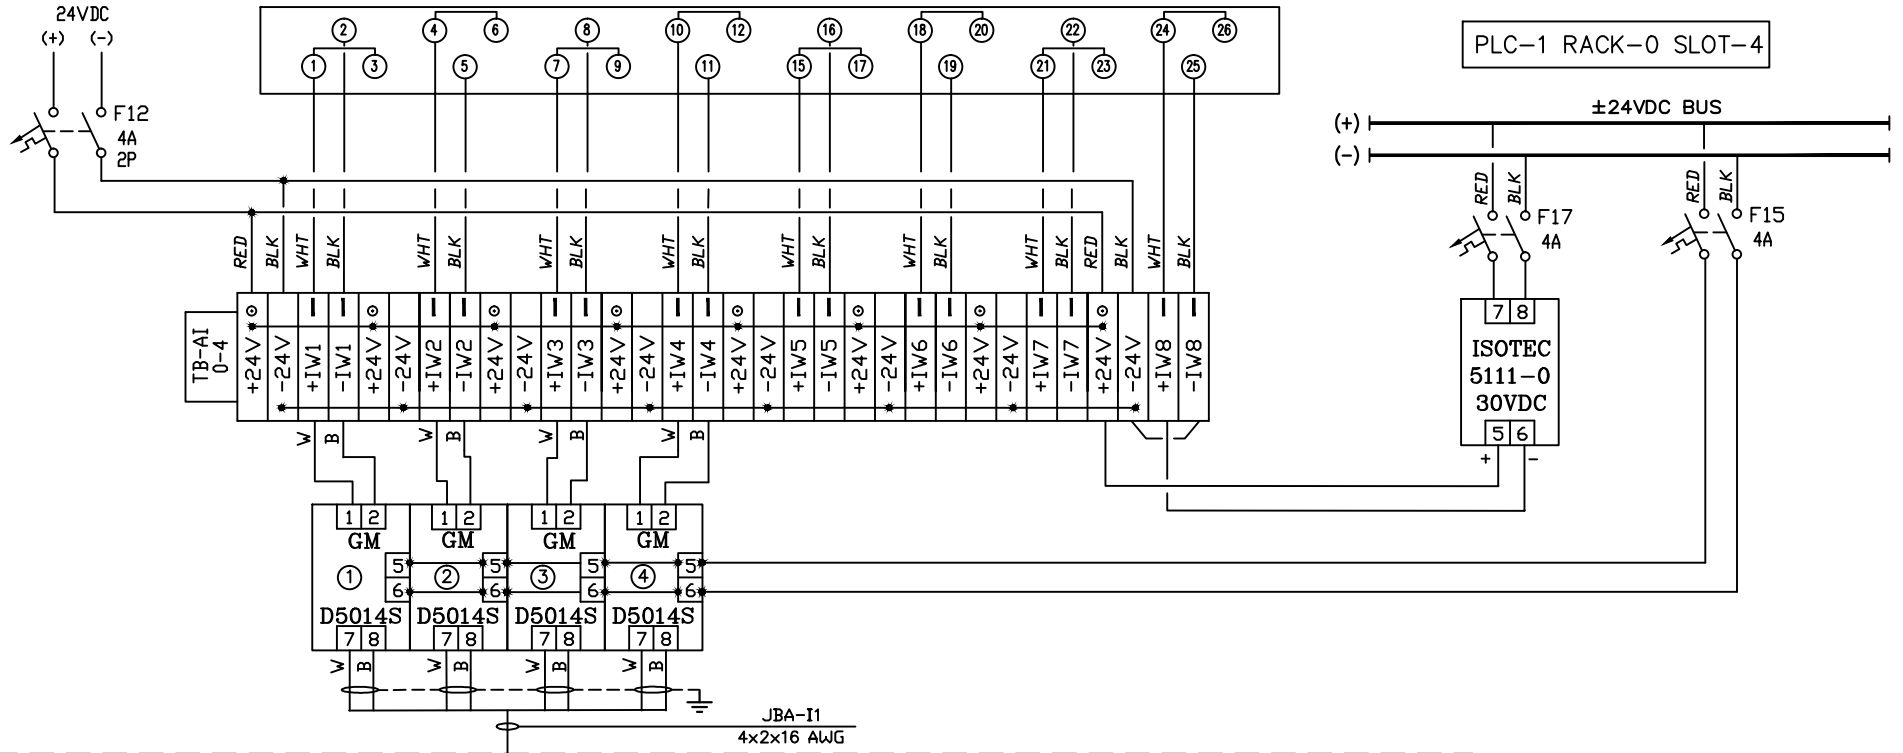 24VDC
(+) (-)
2 4 6 8 10 12 16 18 20 22 24 26
1 3 5 7 9 11 15 17 19 21 23 25
PLC-1 RACK-0 SLOT-4
±24VDC BUS
(+)
(-)
F12
4A
2P
RED BLK RED BLK
F17
4A
F15
4A
RED BLK WHT BLK WHT BLK WHT BLK WHT BLK WHT BLK WHT BLK WHT BLK RED BLK WHT BLK
TB-AI
0-4
+24V -24V +IW1 -IW1 +24V -24V +IW2 -IW2 +24V -24V +IW3 -IW3 +24V -24V +IW4 -IW4 +24V -24V +IW5 -IW5 +24V -24V +IW6 -IW6 +24V -24V +IW7 -IW7 +24V -24V +IW8 -IW8
7 8
ISOTEC
5111-0
30VDC
5 6
+ -
W B W B W B W B
1 2 1 2 1 2 1 2
GM GM GM GM
5 5 5 5
1 2 3 4
6 6 6 6
D5014S D5014S D5014S D5014S
7 8 7 8 7 8 7 8
W B W B W B W B
JBA-I1
4x2x16 AWG